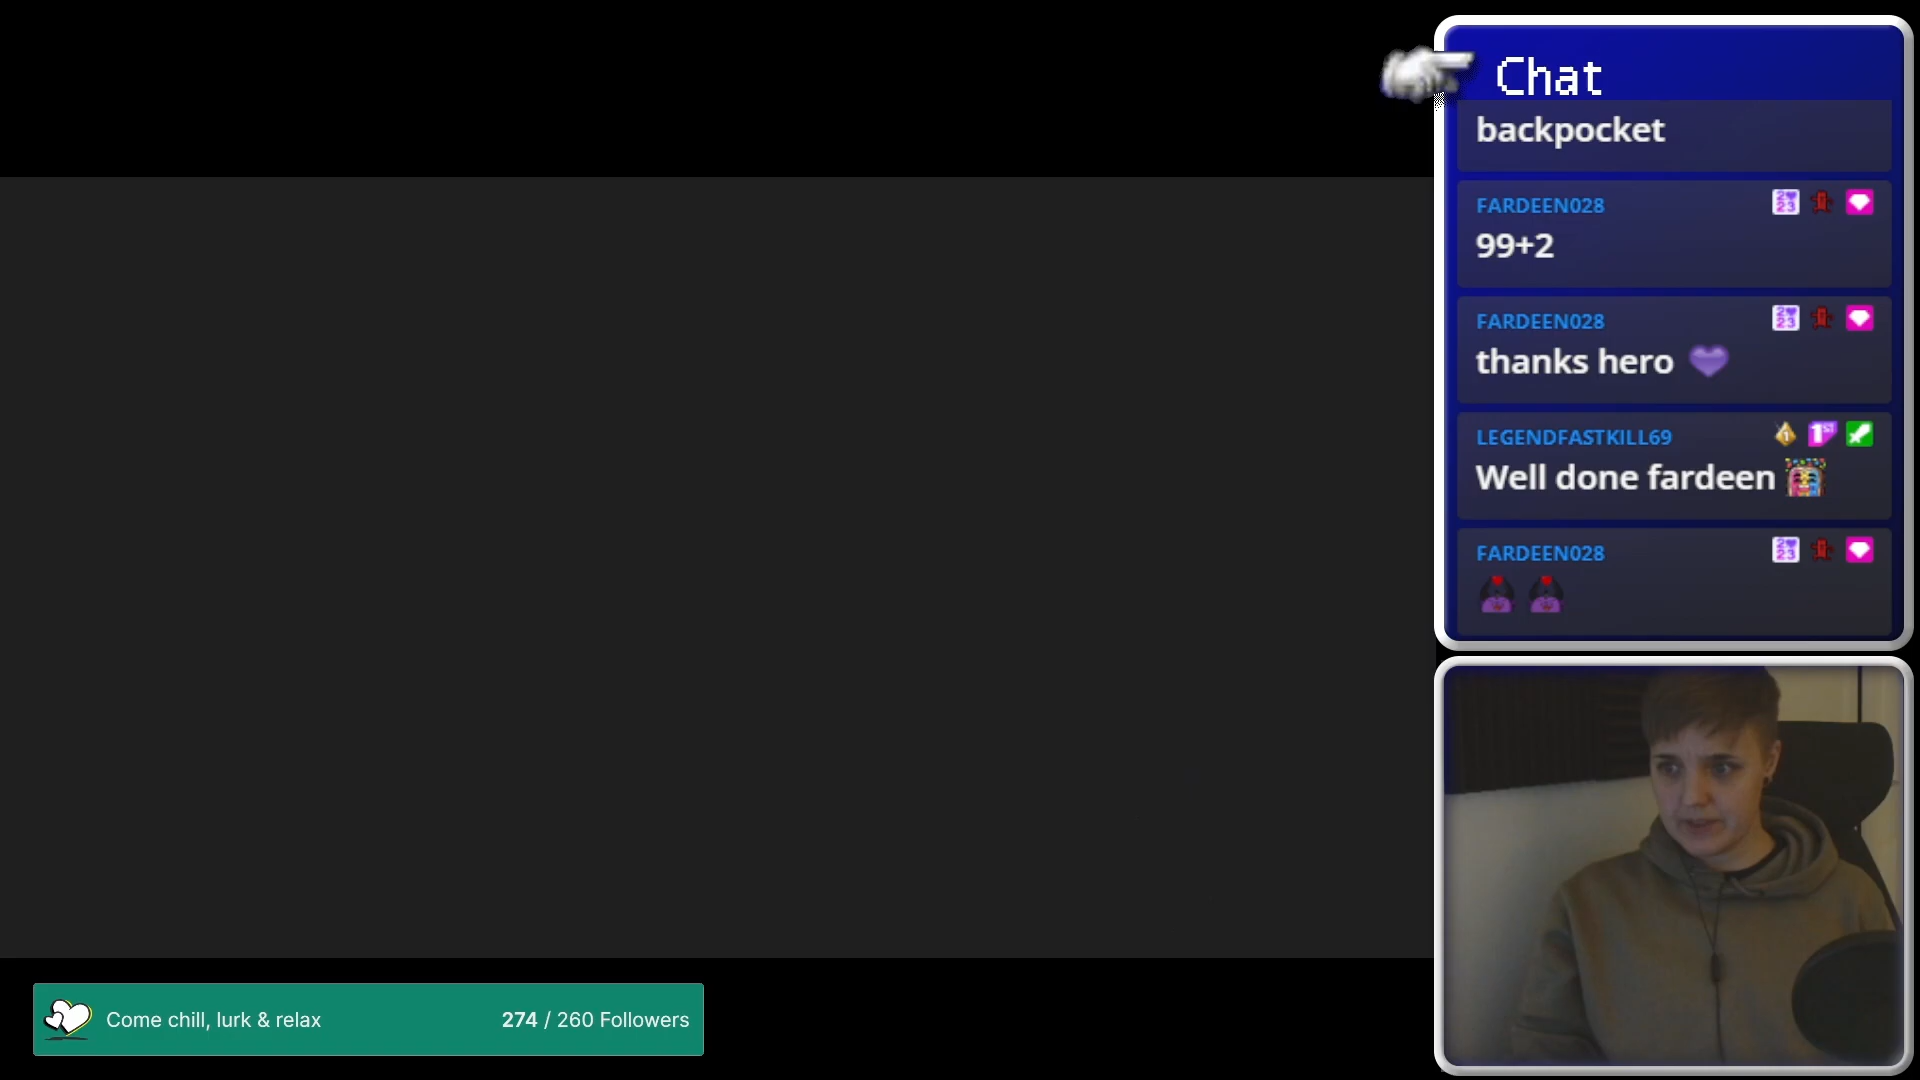 Chat
backpocket
FARDEEN028
99+2
FARDEEN028
thanks hero
LEGENDFASTKILL69
Well done fardeen
FARDEEN028
Come chill, lurk & relax 274 / 260 Followers